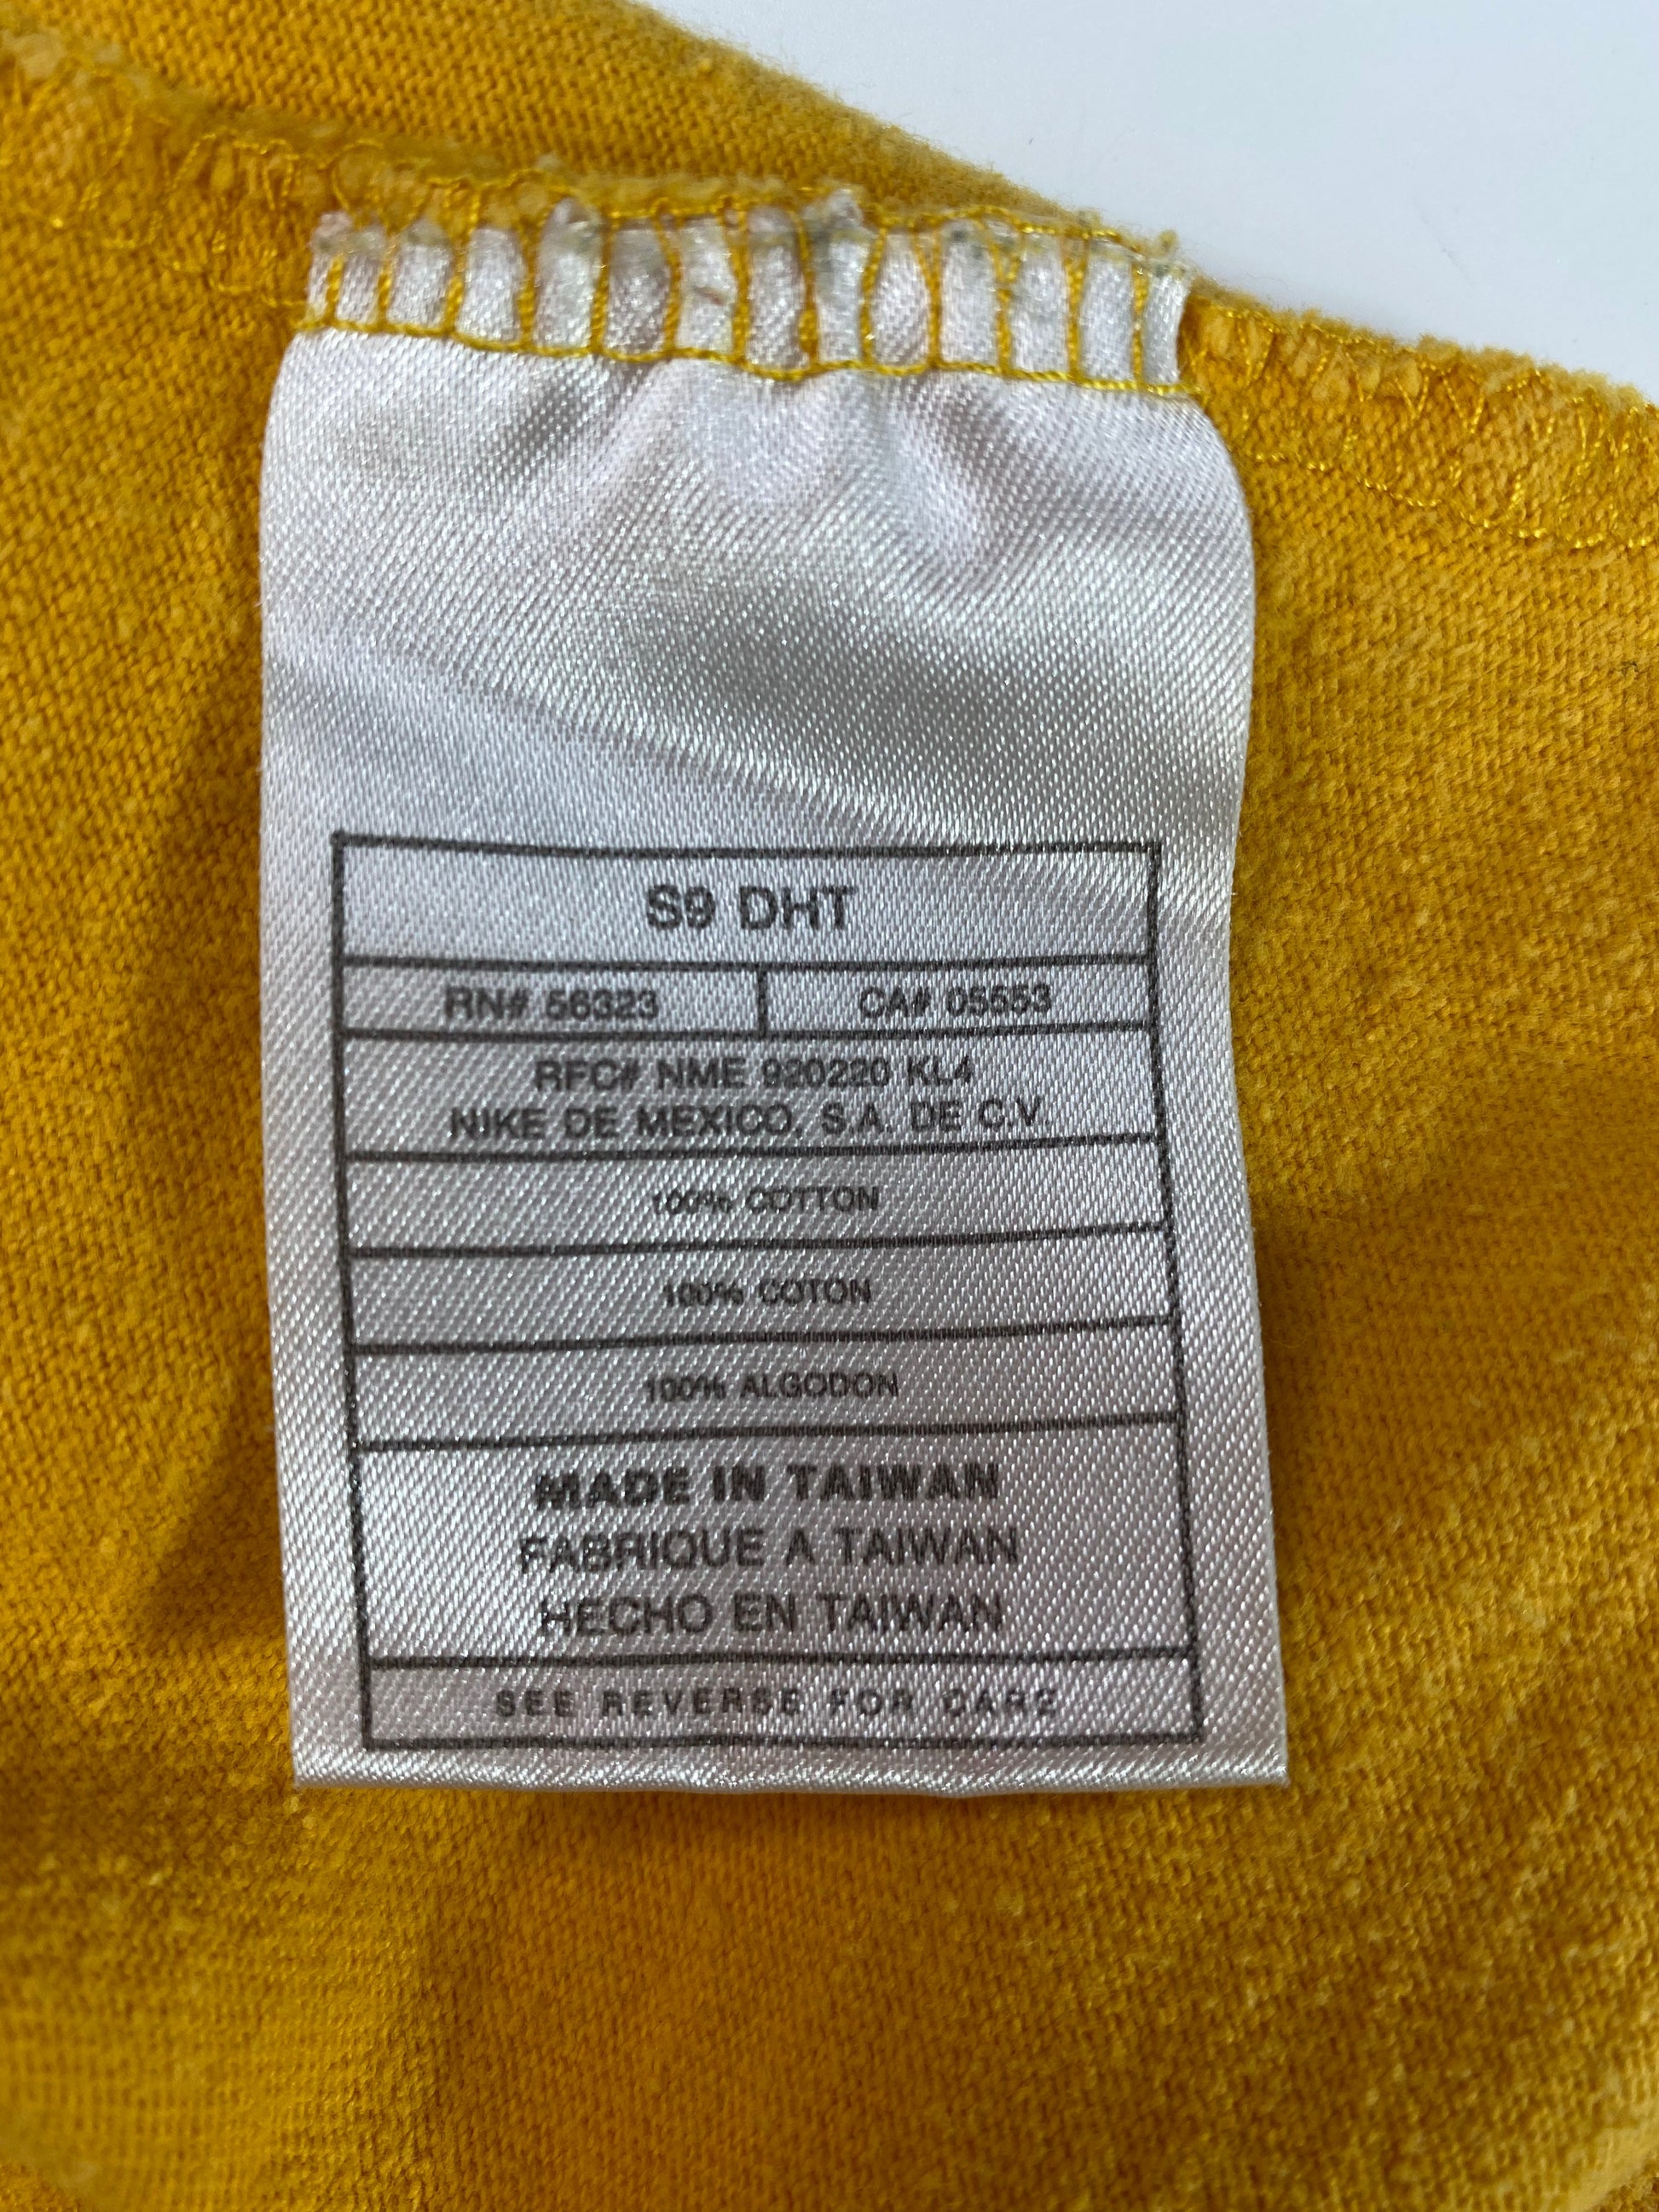 S9 DHT
RN# 56323 CA# 05553
RFC# NME 920220 KL4
NIKE DE MEXICO, S.A. DE C.V
100% COTTON
100% COTON
100% ALGODON
MADE IN TAIWAN
FABRIQUE A TAIWAN
HECHO EN TAIWAN
SEE REVERSE FOR CARE